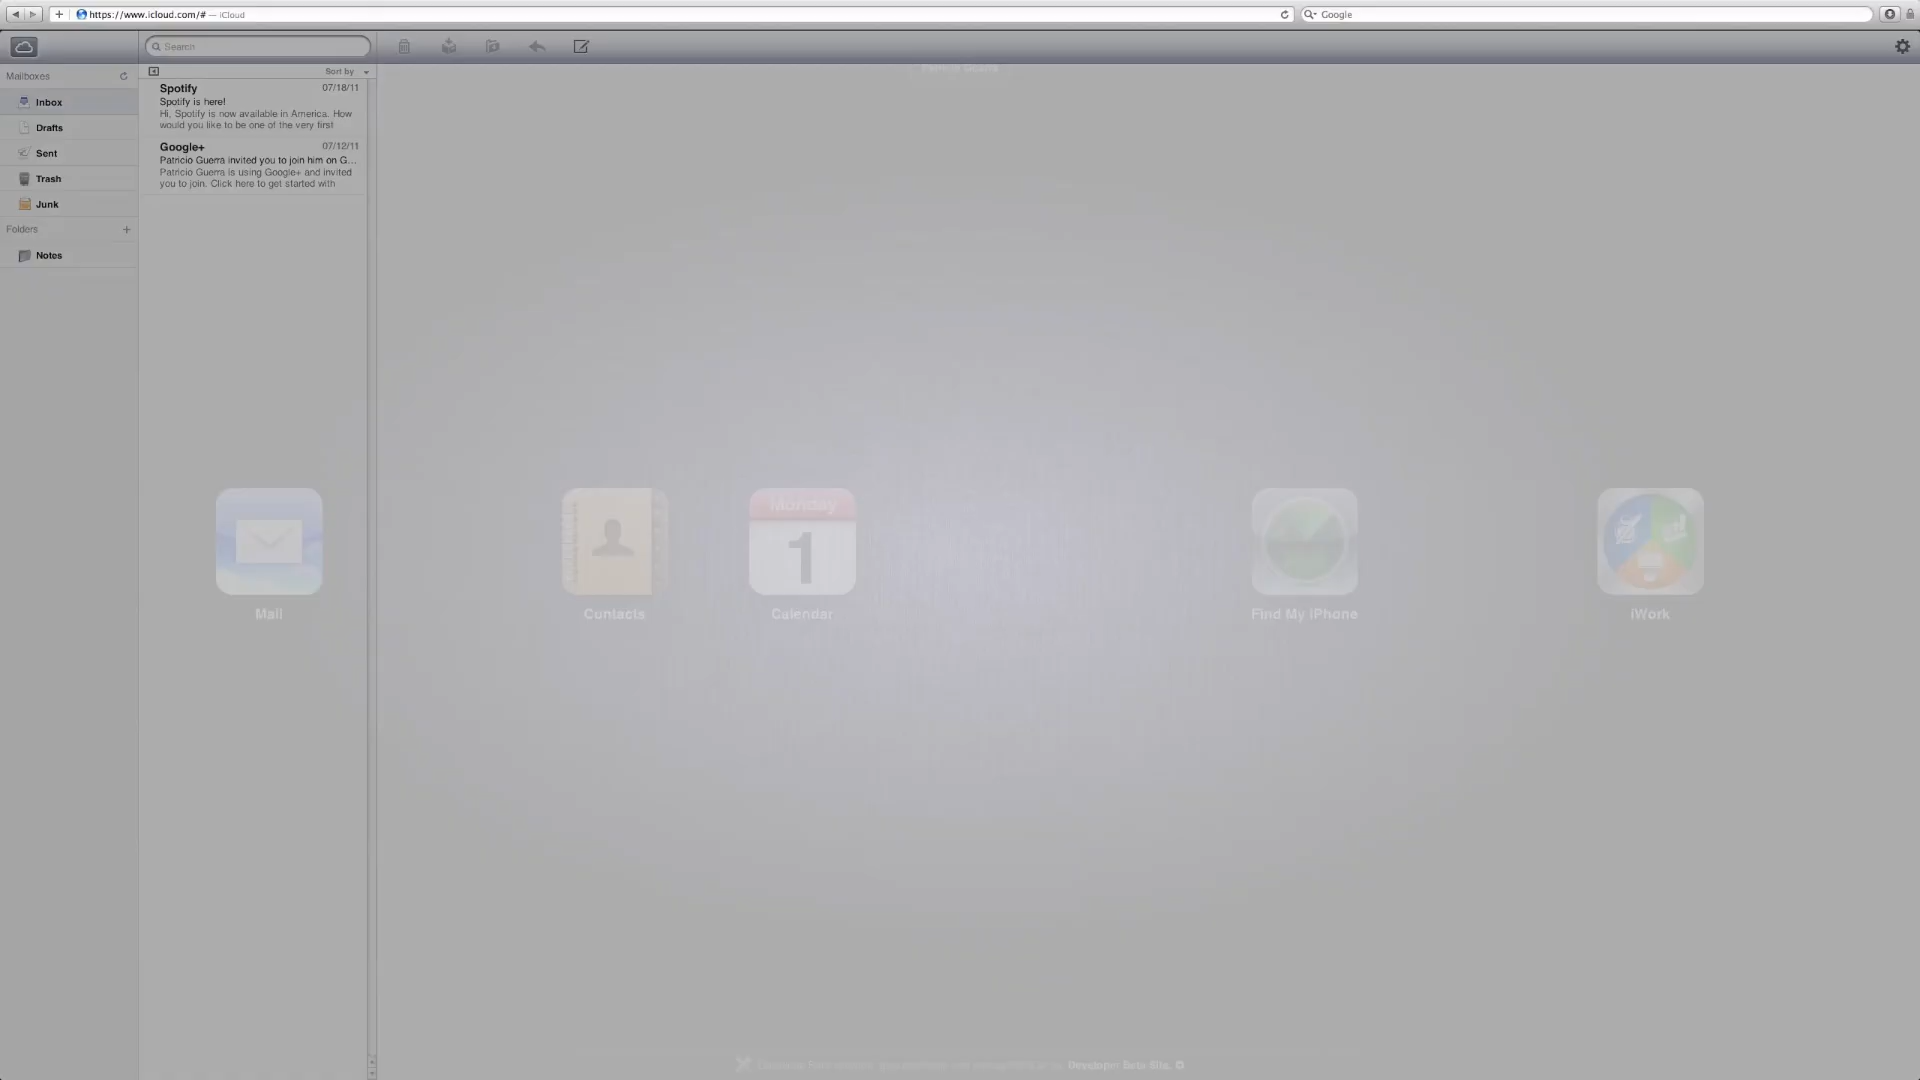 https://www.icloud.com/# — iCloud
Google
Search
Mailboxes
Sort by
Inbox
Drafts
Sent
Trash
Junk
Folders
Notes
Spotify 07/18/11
Spotify is here!
Hi, Spotify is now available in America. How
would you like to be one of the very first
Google+ 07/12/11
Patricio Guerra invited you to join him on G...
Patricio Guerra is using Google+ and invited
you to join. Click here to get started with
Monday
1
Mail
Contacts
Calendar
Find My iPhone
iWork
Developer Beta Site.